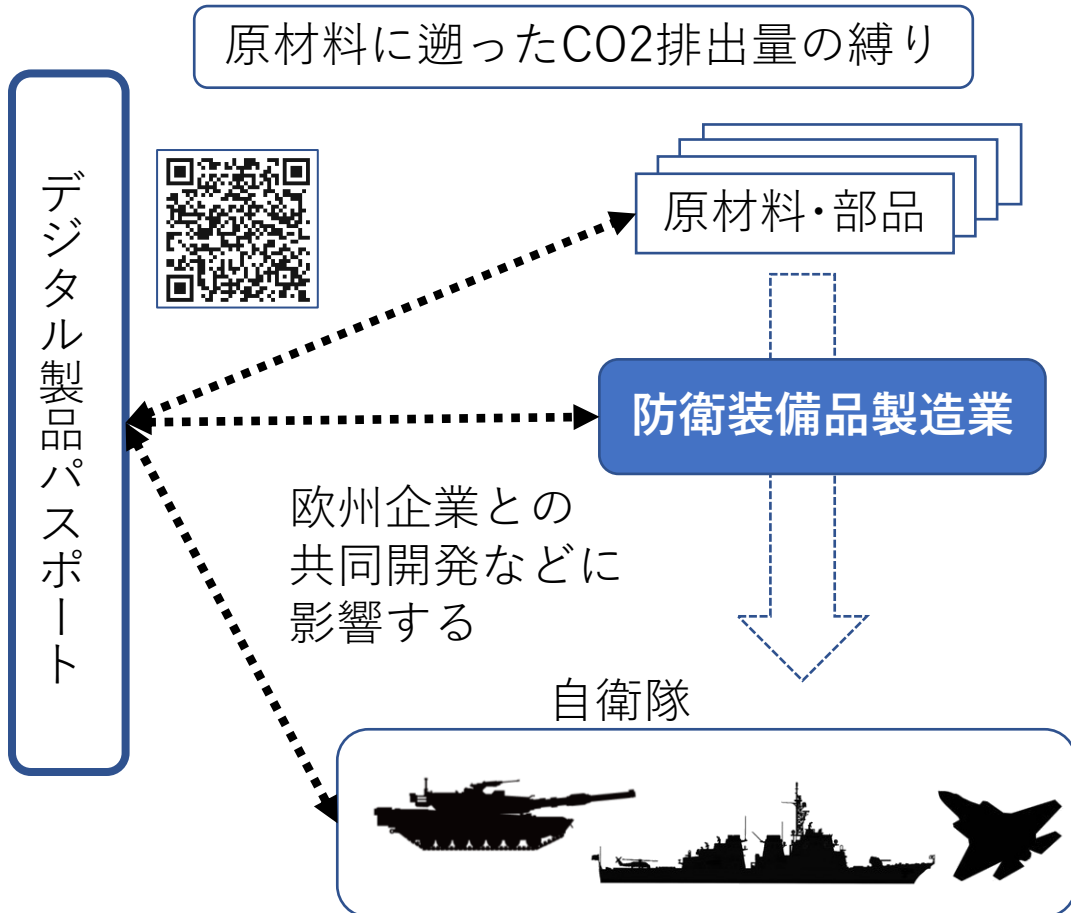 原材料に遡ったCO2排出量の縛り
デジタル製品パスポート
原材料・部品
防衛装備品製造業
欧州企業との
共同開発などに
影響する
自衛隊